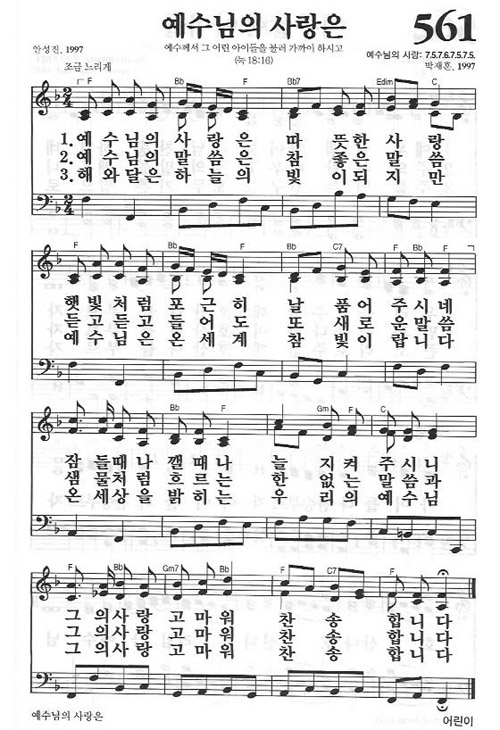 예수님의 사랑은
561
안성진, 1997
예수께서 그 어린 아이들을 불러 가까이 하시고
(눅 18:16)
예수님의 사랑: 7.5.7.6.7.5.7.5.
박재훈, 1997
조금 느리게
F Bb F Bb7 Edim C
1. 예 수 님 의 사 랑 은 따 뜻 한 사 랑
2. 예 수 님 의 말 씀 은 참 좋 은 말 씀
3. 해 와 달 은 하 늘 의 빛 이 되 지 만
F Bb F Bb C7 F
햇 빛 처 럼 포 근 히 날 품 어 주 시 네
듣 고 듣 고 들 어 도 또 새 로 운 말 씀
예 수 님 은 온 세 계 참 빛 이 랍 니 다
Bb F Gm F C
잠 들 때 나 깰 때 나 늘 지 켜 주 시 니
샘 물 처 럼 흐 르 는 한 없 는 말 씀 과
온 세 상 을 밝 히 는 우 리 의 예 수 님
F Bb Gm7 Bb F C7 F
그 의 사 랑 고 마 워 찬 송 합 니 다
그 의 사 랑 고 마 워 찬 송 합 니 다
그 의 사 랑 고 마 워 찬 송 합 니 다
예수님의 사랑은
어린이